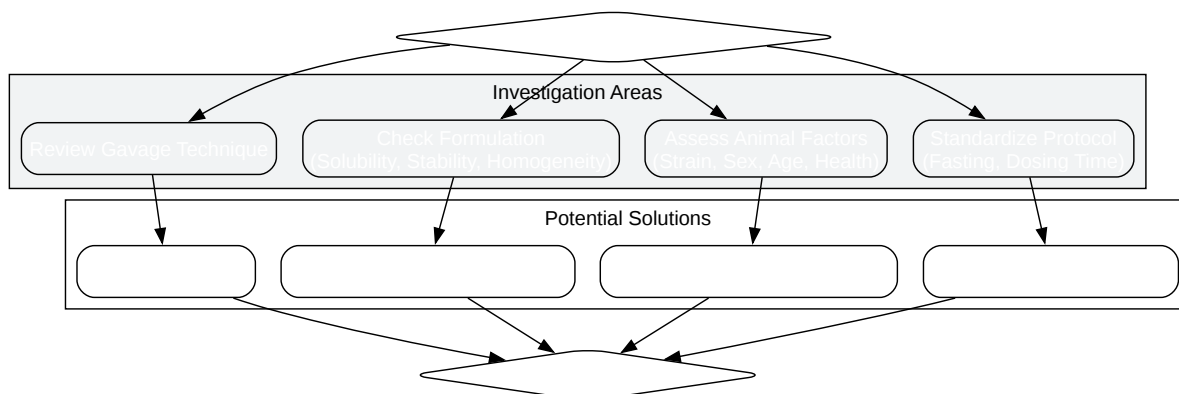 Investigation Areas
Review Gavage Technique
Check Formulation
(Solubility, Stability, Homogeneity)
Assess Animal Factors
(Strain, Sex, Age, Health)
Standardize Protocol
(Fasting, Dosing Time)
Potential Solutions